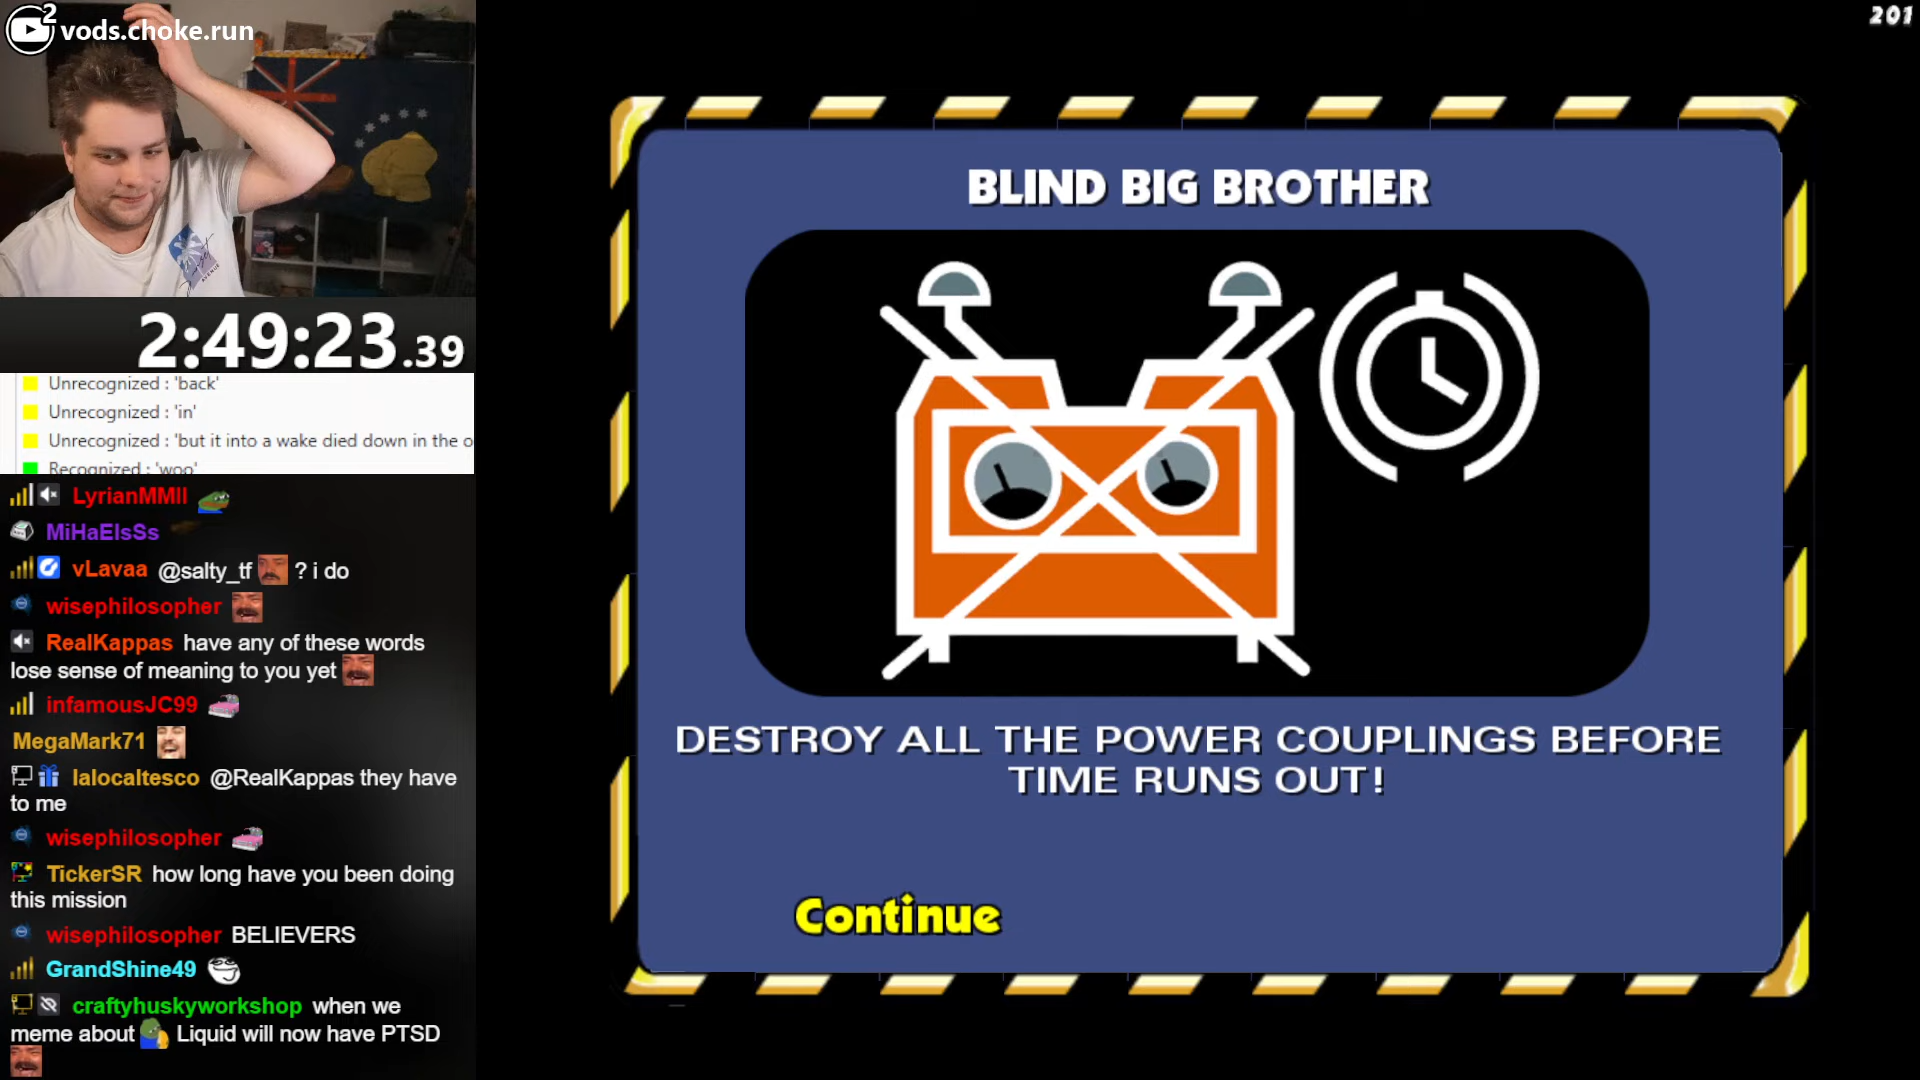 2 vods.choke.run
201
2:49:23.39
Unrecognized : 'back'
Unrecognized : 'in'
Unrecognized : 'but it into a wake died down in the o
Recognized : 'woo'
LyrianMMII
MiHaElsSs
vLavaa @salty_tf ? i do
wisephilosopher
RealKappas have any of these words
lose sense of meaning to you yet
infamousJC99
MegaMark71
lalocaltesco @RealKappas they have
to me
wisephilosopher
TickerSR how long have you been doing
this mission
wisephilosopher BELIEVERS
GrandShine49
craftyhuskyworkshop when we
meme about Liquid will now have PTSD
BLIND BIG BROTHER
DESTROY ALL THE POWER COUPLINGS BEFORE
TIME RUNS OUT!
Continue